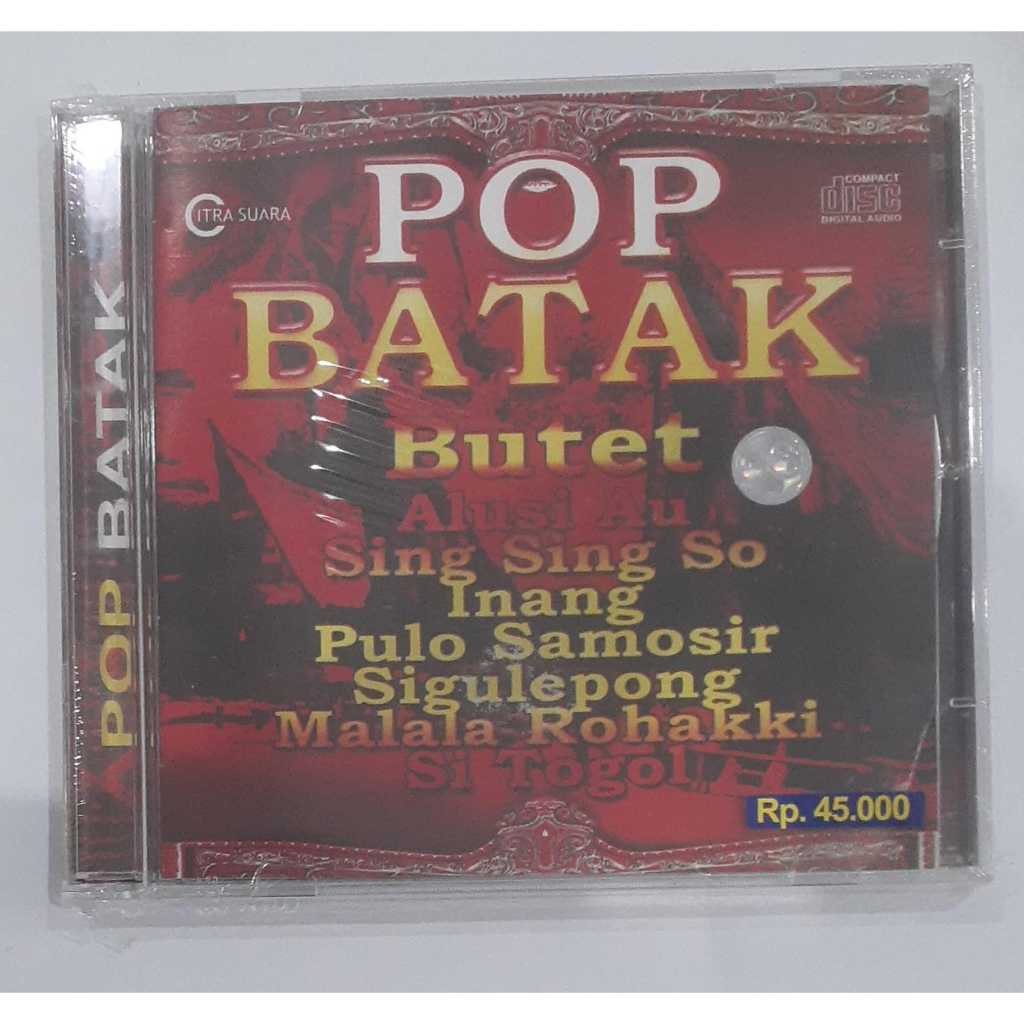 POP BATAK
CITRA SUARA
COMPACT
disc
DIGITAL AUDIO
POP
BATAK
Butet
Alusi Au
Sing Sing So
Inang
Pulo Samosir
Sigulepong
Malala Rohakki
Si Togol
Rp. 45.000